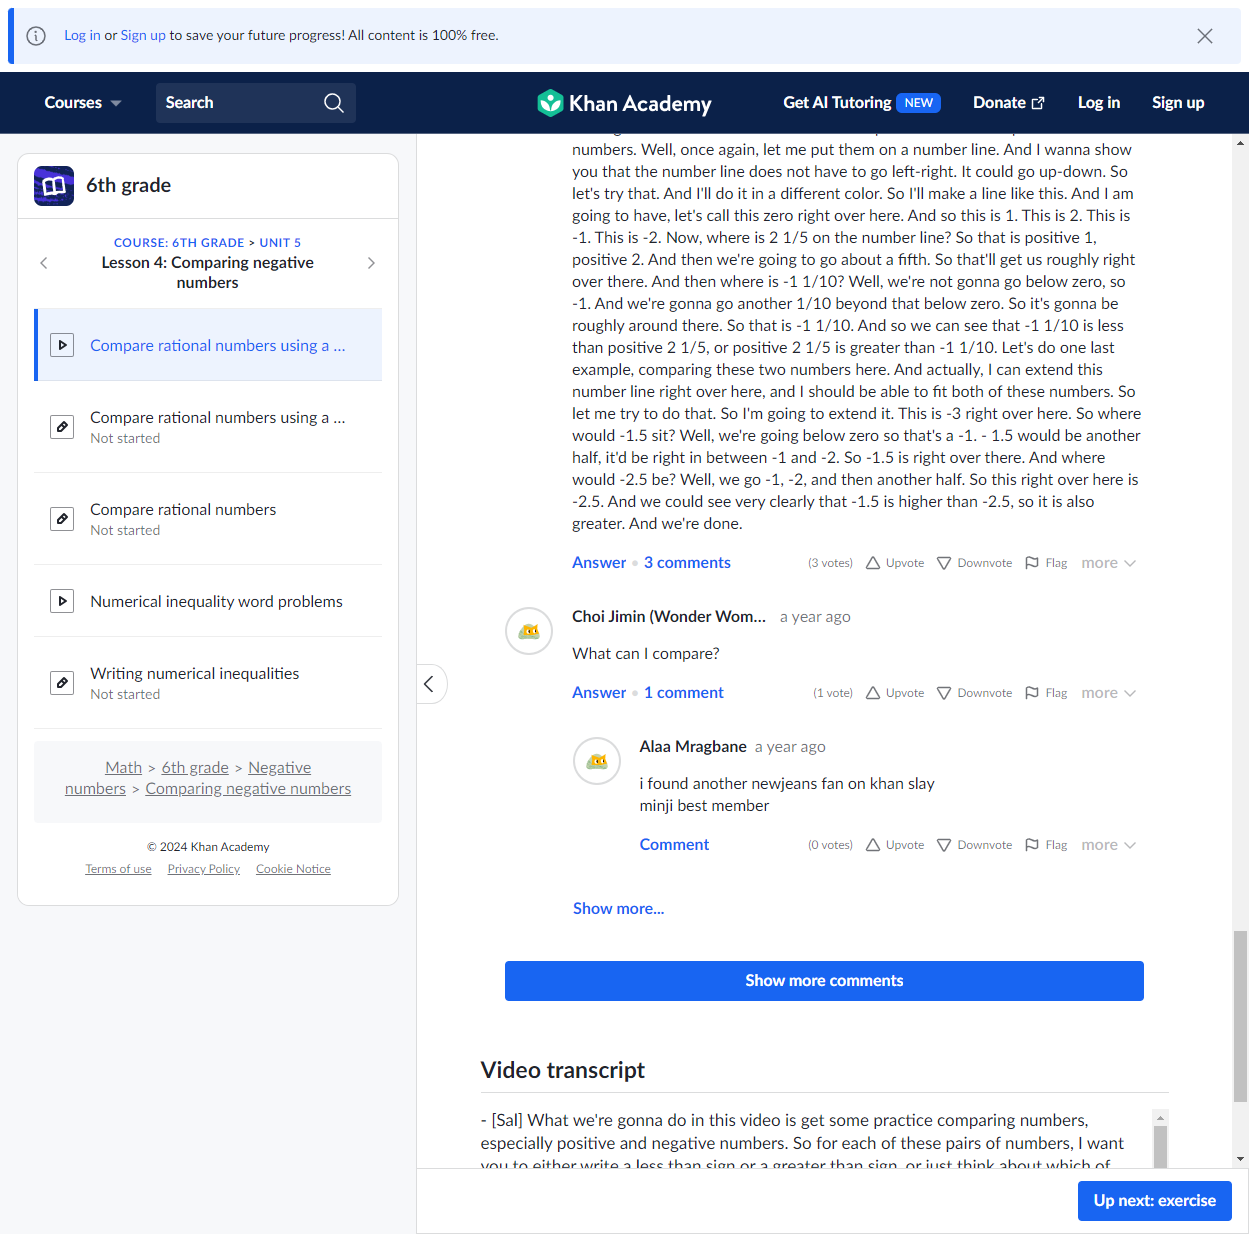 Log in or Sign up to save your future progress! All content is 100% free.
Courses
Search
Khan Academy
Get AI Tutoring NEW
Donate
Log in
Sign up
6th grade
COURSE: 6TH GRADE > UNIT 5
Lesson 4: Comparing negative
numbers
Compare rational numbers using a ...
Compare rational numbers using a ...
Not started
Compare rational numbers
Not started
Numerical inequality word problems
Writing numerical inequalities
Not started
Math > 6th grade > Negative
numbers > Comparing negative numbers
© 2024 Khan Academy
Terms of use Privacy Policy Cookie Notice
numbers. Well, once again, let me put them on a number line. And I wanna show
you that the number line does not have to go left-right. It could go up-down. So
let's try that. And I'll do it in a different color. So I'll make a line like this. And I am
going to have, let's call this zero right over here. And so this is 1. This is 2. This is
-1. This is -2. Now, where is 2 1/5 on the number line? So that is positive 1,
positive 2. And then we're going to go about a fifth. So that'll get us roughly right
over there. And then where is -1 1/10? Well, we're not gonna go below zero, so
-1. And we're gonna go another 1/10 beyond that below zero. So it's gonna be
roughly around there. So that is -1 1/10. And so we can see that -1 1/10 is less
than positive 2 1/5, or positive 2 1/5 is greater than -1 1/10. Let's do one last
example, comparing these two numbers here. And actually, I can extend this
number line right over here, and I should be able to fit both of these numbers. So
let me try to do that. So I'm going to extend it. This is -3 right over here. So where
would -1.5 sit? Well, we're going below zero so that's a -1. - 1.5 would be another
half, it'd be right in between -1 and -2. So -1.5 is right over there. And where
would -2.5 be? Well, we go -1, -2, and then another half. So this right over here is
-2.5. And we could see very clearly that -1.5 is higher than -2.5, so it is also
greater. And we're done.
Answer • 3 comments (3 votes) Upvote Downvote Flag more
Choi Jimin (Wonder Wom... a year ago
What can I compare?
Answer • 1 comment (1 vote) Upvote Downvote Flag more
Alaa Mragbane a year ago
i found another newjeans fan on khan slay
minji best member
Comment (0 votes) Upvote Downvote Flag more
Show more...
Show more comments
Video transcript
- [Sal] What we're gonna do in this video is get some practice comparing numbers,
especially positive and negative numbers. So for each of these pairs of numbers, I want
you to either write a less than sign or a greater than sign, or just think about which of
Up next: exercise